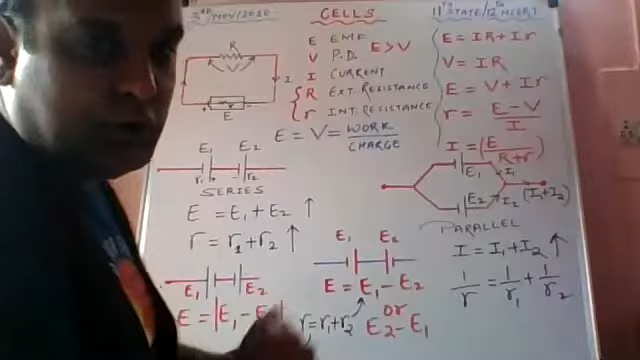 2ND NOV/2020
CELLS
11TH STATE/12TH NCERT
R
V
I
E
E EMF
V P.D.
E > V
I CURRENT
R EXT. RESISTANCE
r INT. RESISTANCE
E = V = WORK / CHARGE
E = IR + Ir
V = IR
E = V + Ir
r = E - V / I
I = (E / R+r)
E1 E2
r1 r2
SERIES
E = E1 + E2 ↑
r = r1 + r2 ↑
E1 E2
E = |E1 - E2|
E1 E2
E = E1 - E2
or
E2 - E1
r = r1 + r2
E1 I1
E2 I2 (I1+I2)
PARALLEL
I = I1 + I2 ↑
1/r = 1/r1 + 1/r2